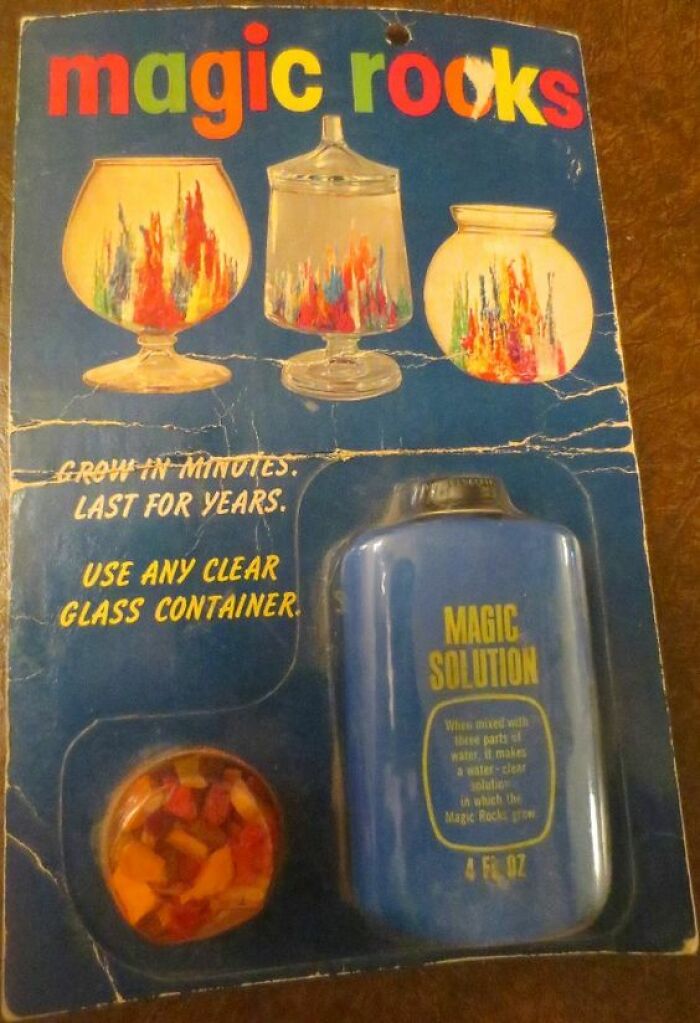 magic rocks
GROW IN MINUTES.
LAST FOR YEARS.
USE ANY CLEAR
GLASS CONTAINER.
MAGIC
SOLUTION
When mixed with
three parts of
water, it makes
a water-clear
solution
in which the
Magic Rocks grow
4 FL OZ